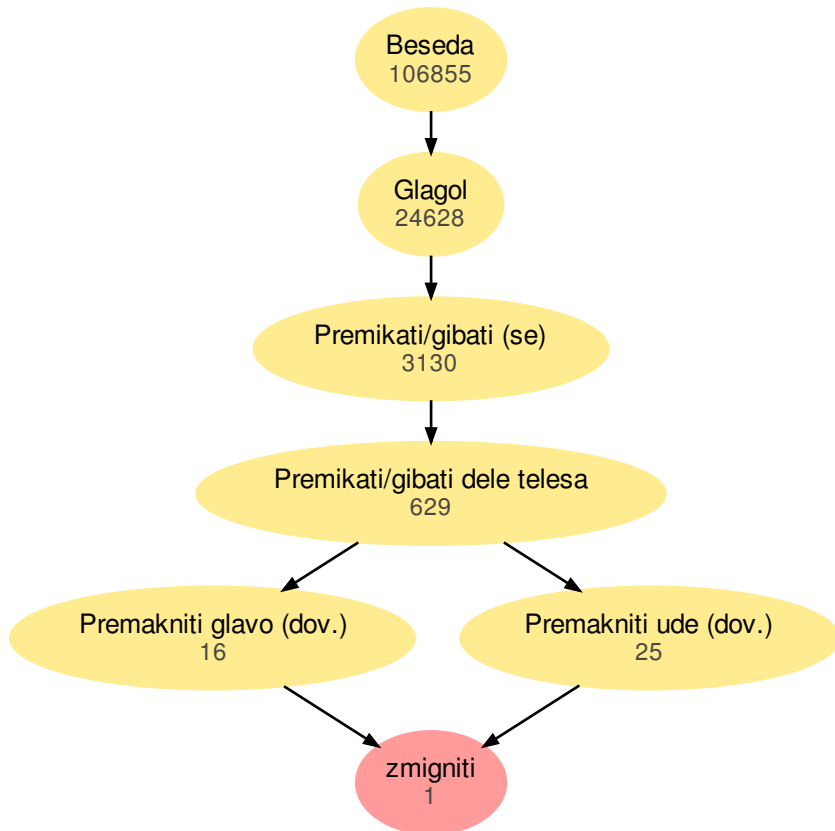 Beseda
106855
Glagol
24628
Premikati/gibati (se)
3130
Premikati/gibati dele telesa
629
Premakniti glavo (dov.)
16
Premakniti ude (dov.)
25
zmigniti
1